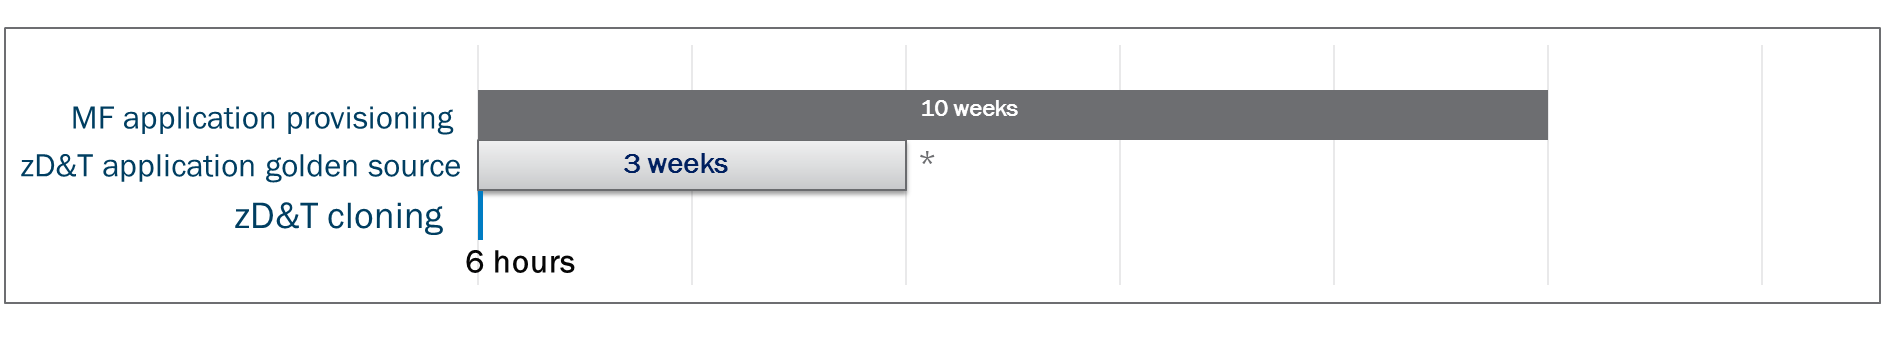 MF application provisioning
10 weeks
zD&T application golden source
3 weeks
*
zD&T cloning
6 hours